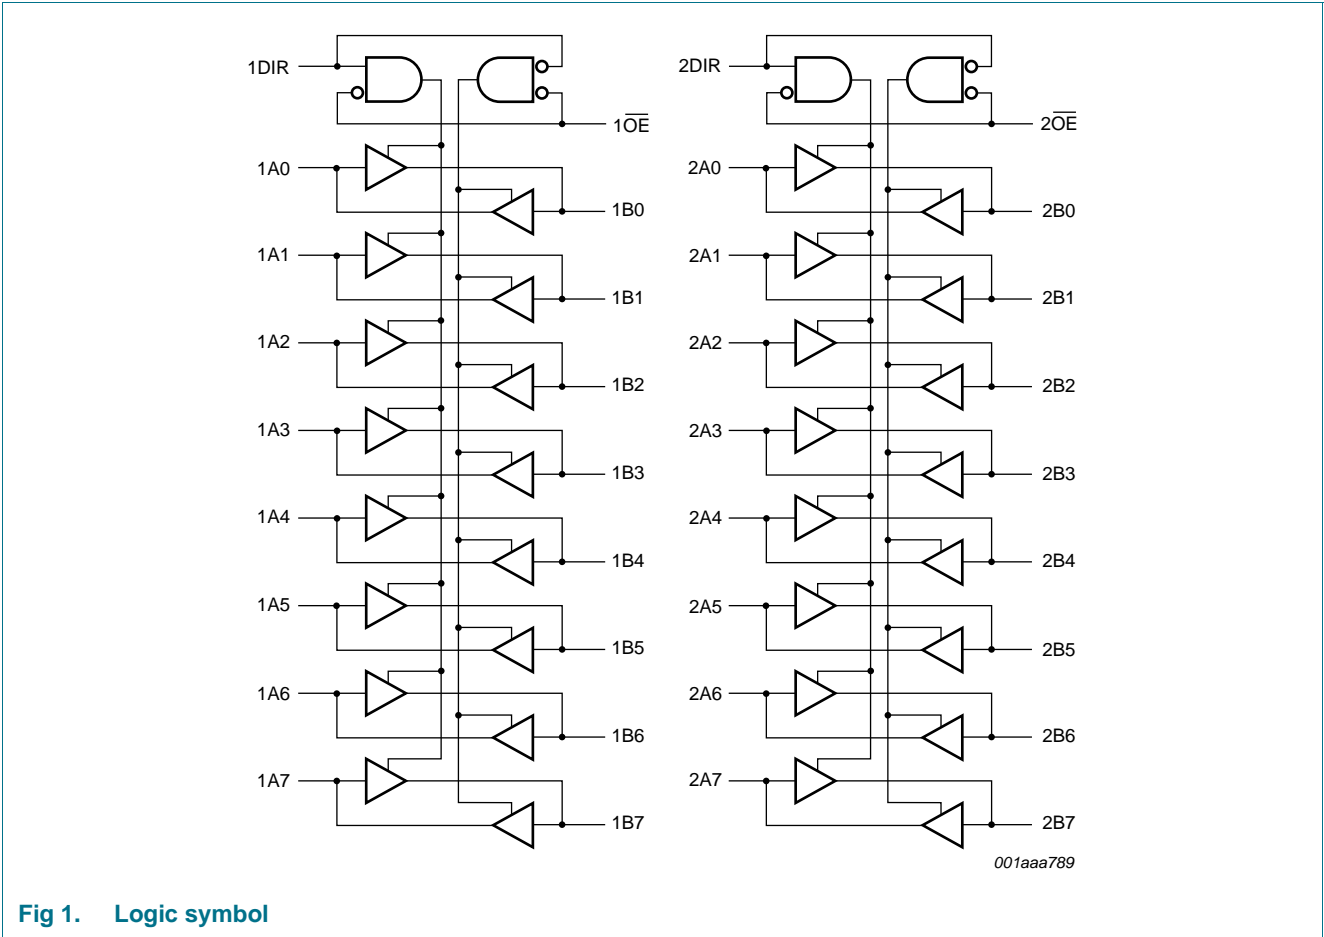 1DIR 2DIR
1O̅E̅ 2O̅E̅
1A0 2A0
1B0 2B0
1A1 2A1
1B1 2B1
1A2 2A2
1B2 2B2
1A3 2A3
1B3 2B3
1A4 2A4
1B4 2B4
1A5 2A5
1B5 2B5
1A6 2A6
1B6 2B6
1A7 2A7
1B7 2B7
001aaa789
Fig 1. Logic symbol